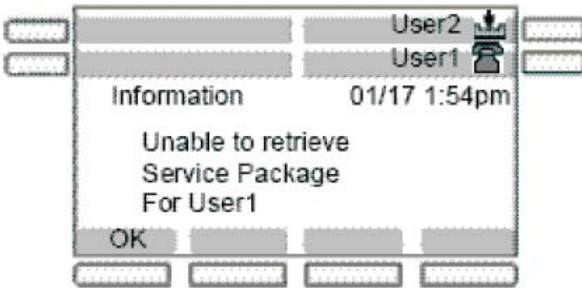 User2
User1
Information 01/17 1:54pm
Unable to retrieve
Service Package
For User1
OK